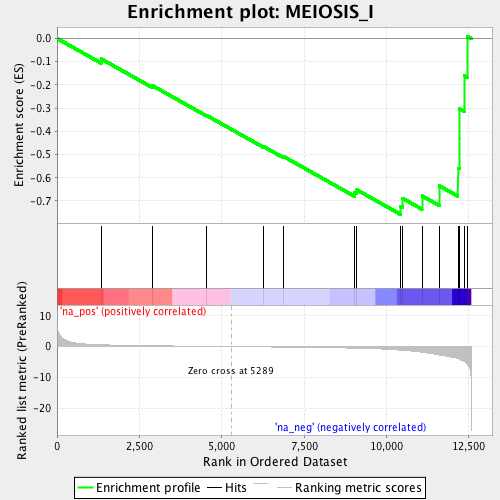 Enrichment plot: MEIOSIS_I
Enrichment score (ES)
0.0
-0.1
-0.2
-0.3
-0.4
-0.5
-0.6
-0.7
'na_pos' (positively correlated)
Ranked list metric (PreRanked)
10
0
-10
-20
Zero cross at 5289
'na_neg' (negatively correlated)
0
2,500
5,000
7,500
10,000
12,500
Rank in Ordered Dataset
Enrichment profile
Hits
Ranking metric scores